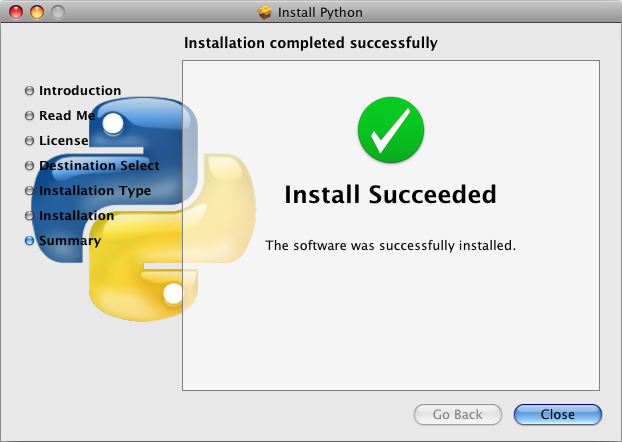 Install Python
Installation completed successfully
Introduction
Read Me
License
Destination Select
Installation Type
Installation
Summary
Install Succeeded
The software was successfully installed.
Go Back
Close